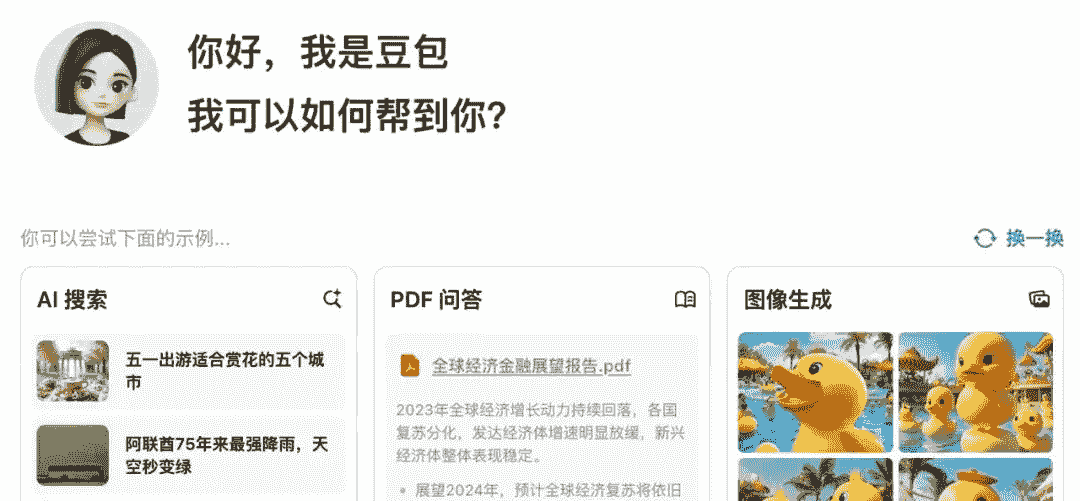 你好，我是豆包
我可以如何帮到你?
你可以尝试下面的示例...
换一换
AI 搜索
五一出游适合赏花的五个城
市
阿联酋75年来最强降雨，天
空秒变绿
PDF 问答
全球经济金融展望报告.pdf
2023年全球经济增长动力持续回落，各国
复苏分化，发达经济体增速明显放缓，新兴
经济体整体表现稳定。
• 展望2024年，预计全球经济复苏将依旧
图像生成